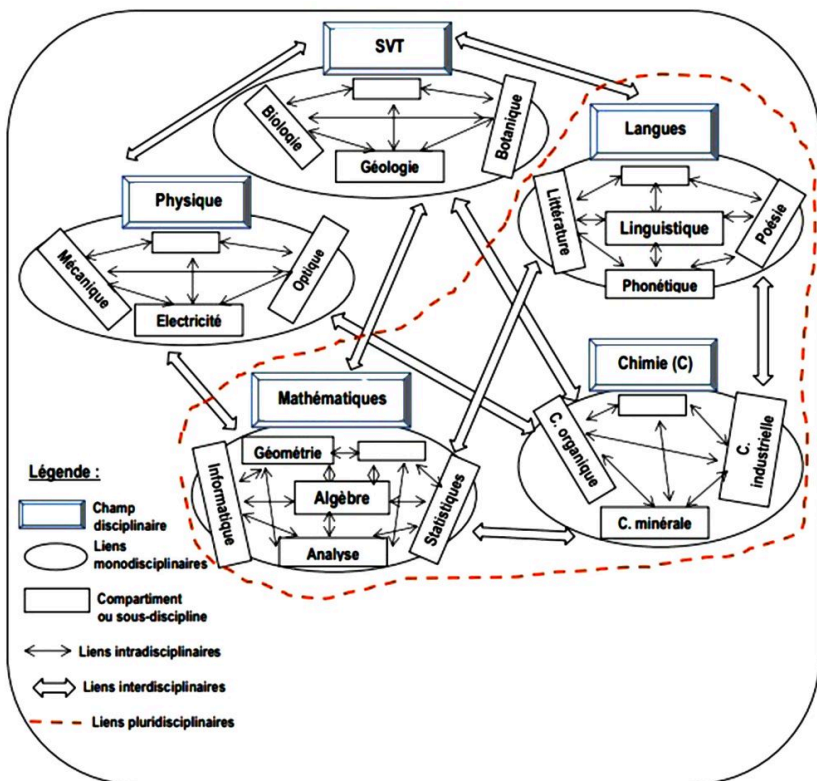 SVT
Biologie
Botanique
Géologie
Langues
Littérature
Linguistique
Poésie
Phonétique
Physique
Mécanique
Optique
Electricité
Mathématiques
Géométrie
Informatique
Algèbre
Statistiques
Analyse
Chimie (C)
C. organique
C.
industrielle
C. minérale
Légende :
Champ
disciplinaire
Liens
monodisciplinaires
Compartiment
ou sous-discipline
Liens intradisciplinaires
Liens interdisciplinaires
Liens pluridisciplinaires